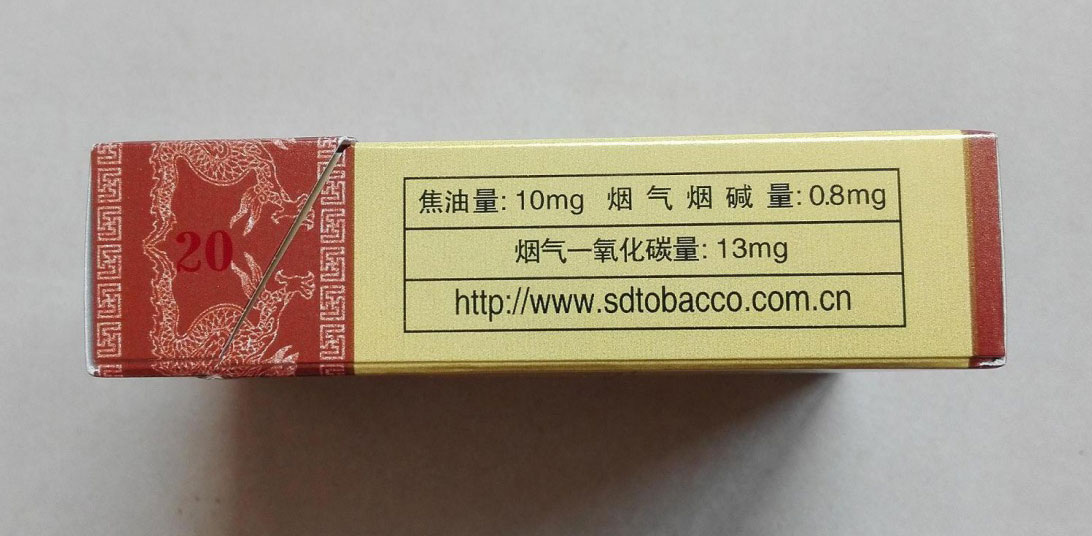 20
焦油量: 10mg 烟气烟碱量: 0.8mg
烟气一氧化碳量: 13mg
http://www.sdtobacco.com.cn